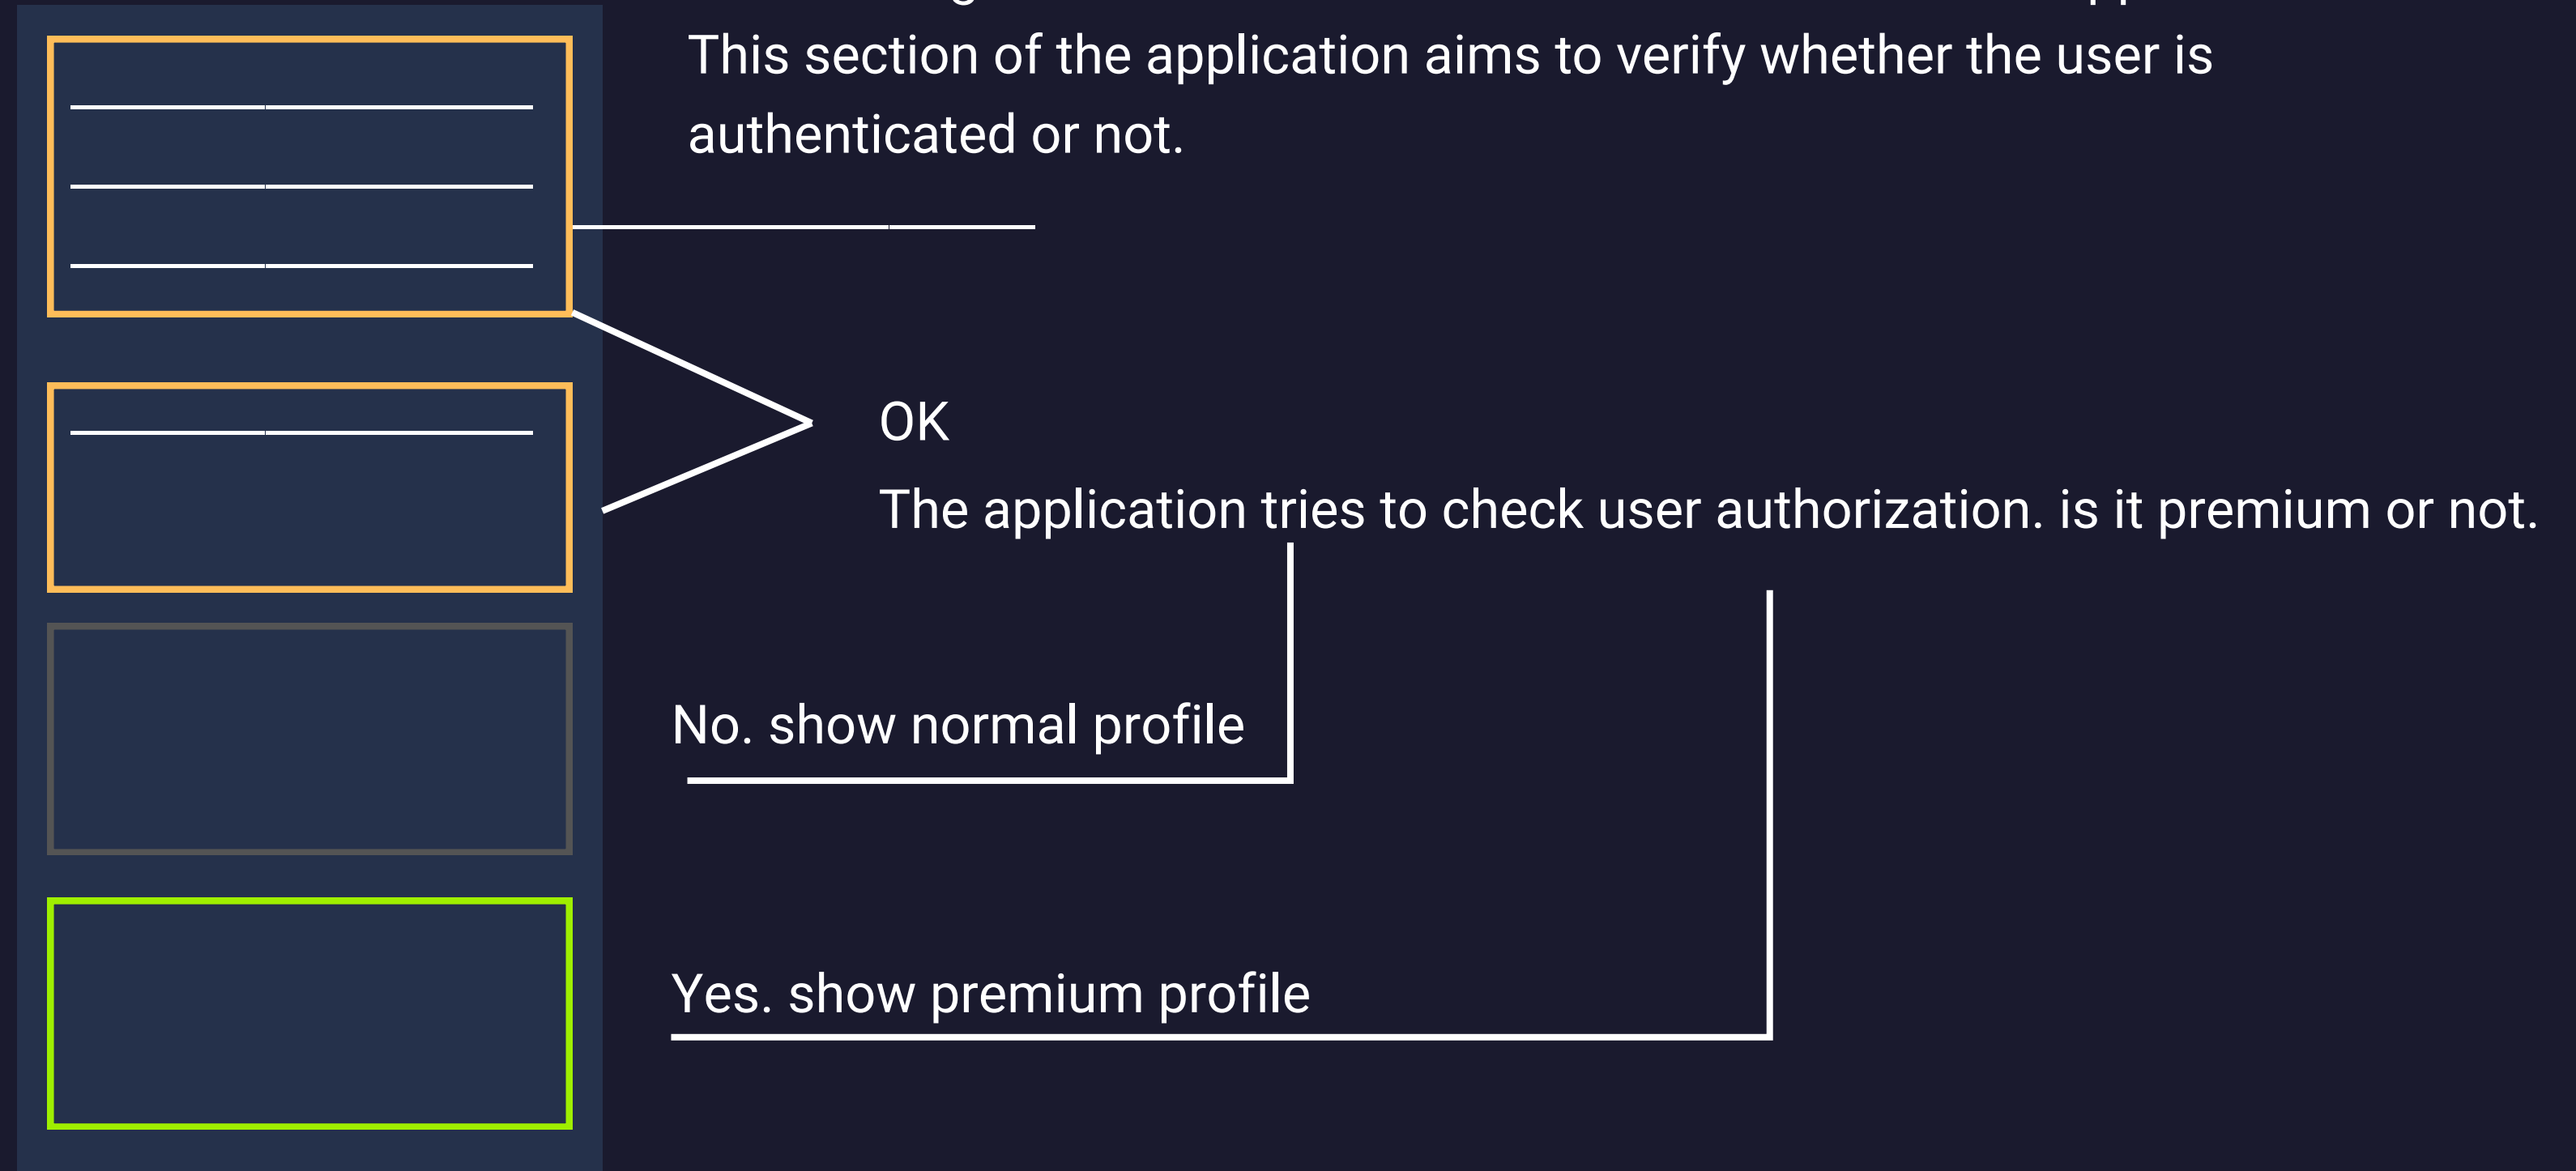 This section of the application aims to verify whether the user is
authenticated or not.
OK
The application tries to check user authorization. is it premium or not.
No. show normal profile
Yes. show premium profile